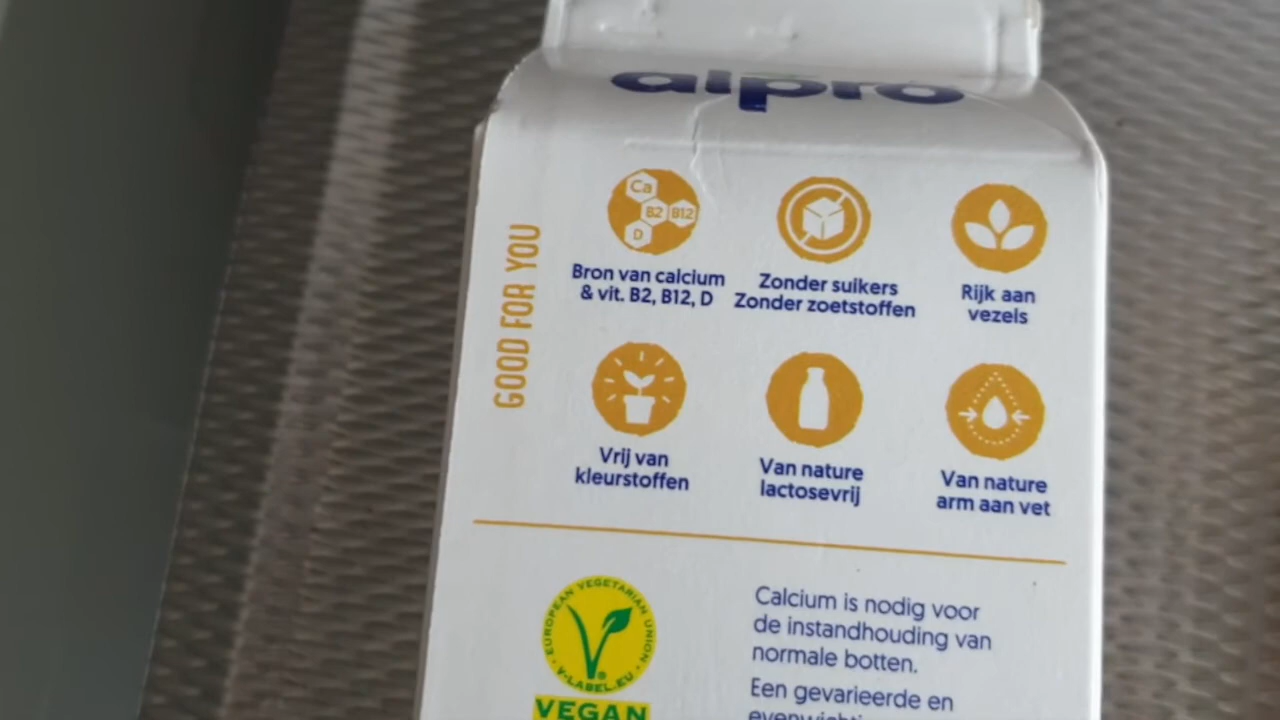 alpro
GOOD FOR YOU
Ca
B2 B12
D
Bron van calcium
& vit. B2, B12, D
Zonder suikers
Zonder zoetstoffen
Rijk aan
vezels
Vrij van
kleurstoffen
Van nature
lactosevrij
Van nature
arm aan vet
EUROPEAN VEGETARIAN UNION
V-LABEL.EU
VEGAN
Calcium is nodig voor
de instandhouding van
normale botten.
Een gevarieerde en